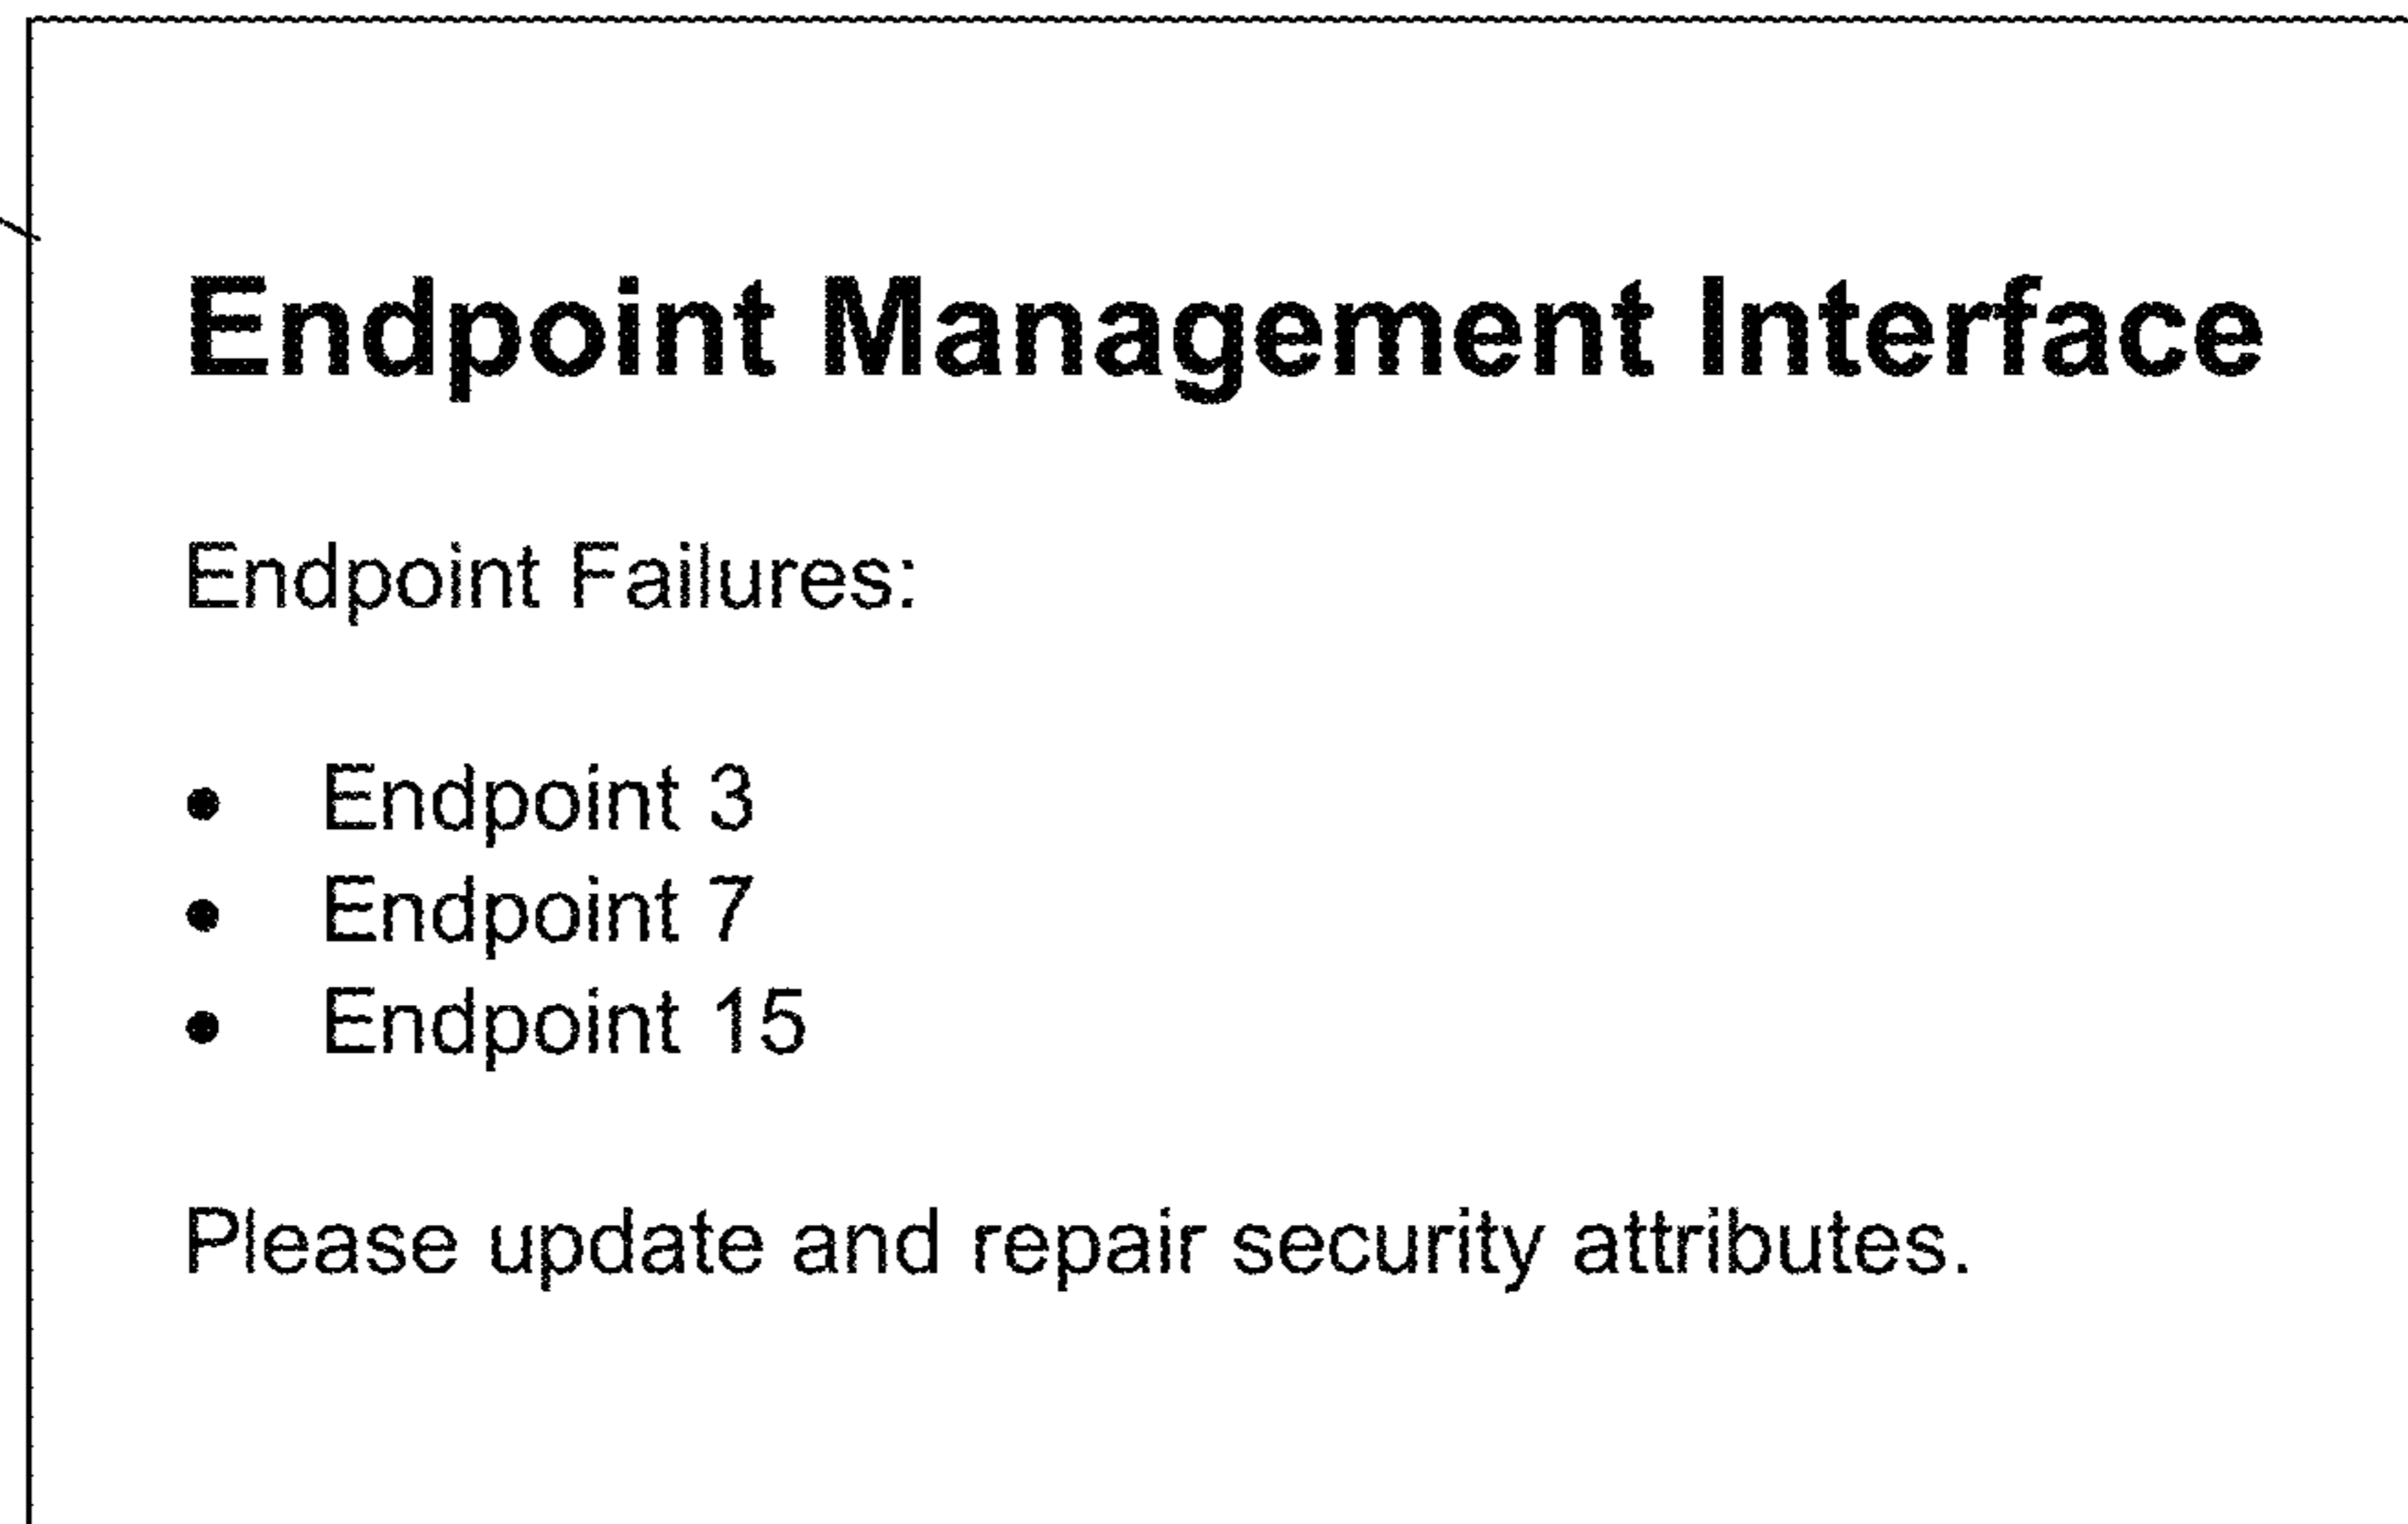 Endpoint Management Interface
Endpoint Failures:
• Endpoint 3
• Endpoint 7
• Endpoint 15
Please update and repair security attributes.